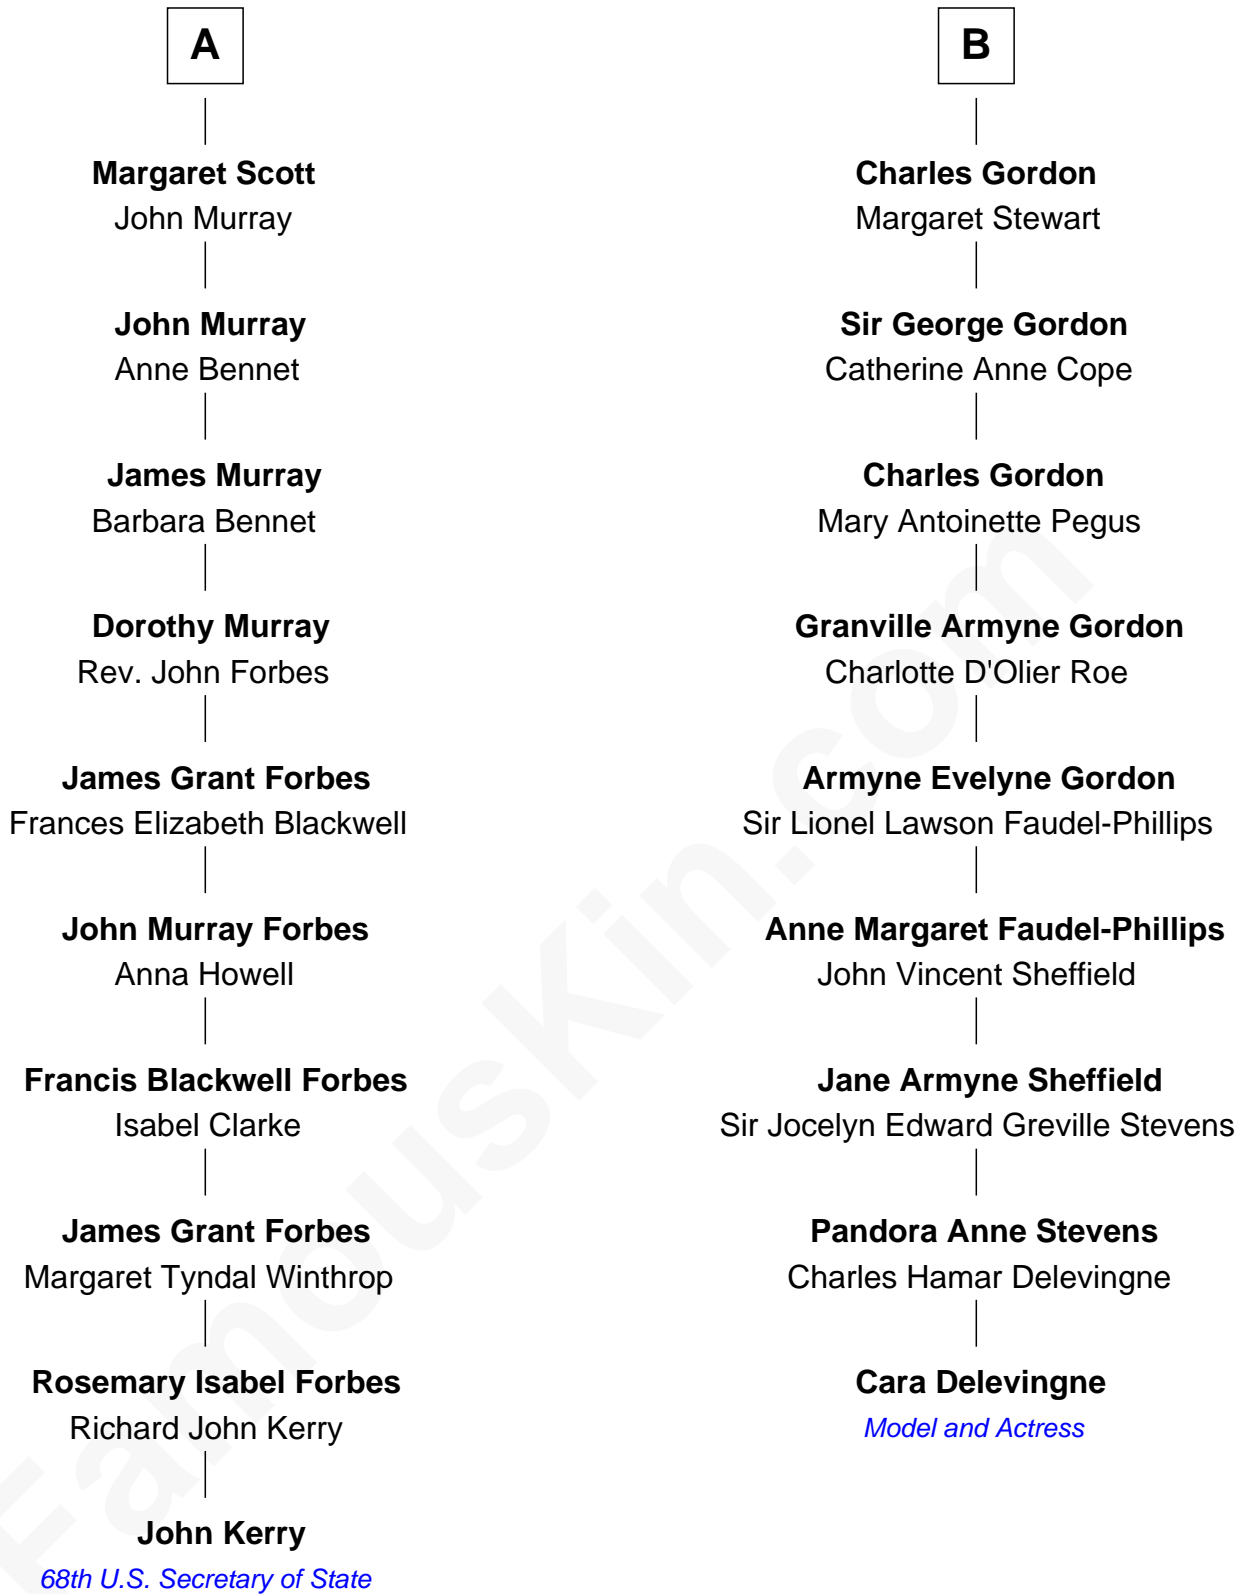 A
Margaret Scott
John Murray
John Murray
Anne Bennet
James Murray
Barbara Bennet
Dorothy Murray
Rev. John Forbes
James Grant Forbes
Frances Elizabeth Blackwell
John Murray Forbes
Anna Howell
Francis Blackwell Forbes
Isabel Clarke
James Grant Forbes
Margaret Tyndal Winthrop
Rosemary Isabel Forbes
Richard John Kerry
John Kerry
68th U.S. Secretary of State
B
Charles Gordon
Margaret Stewart
Sir George Gordon
Catherine Anne Cope
Charles Gordon
Mary Antoinette Pegus
Granville Armyne Gordon
Charlotte D'Olier Roe
Armyne Evelyne Gordon
Sir Lionel Lawson Faudel-Phillips
Anne Margaret Faudel-Phillips
John Vincent Sheffield
Jane Armyne Sheffield
Sir Jocelyn Edward Greville Stevens
Pandora Anne Stevens
Charles Hamar Delevingne
Cara Delevingne
Model and Actress
FamousKin.com